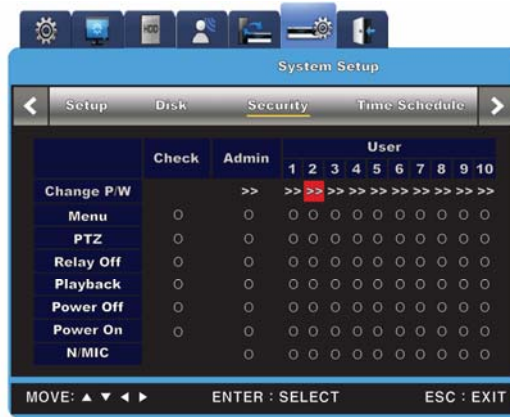 HDD
System Setup
< Setup Disk Security Time Schedule >
User
Check Admin
1 2 3 4 5 6 7 8 9 10
Change P/W >> >> >> >> >> >> >> >> >> >> >>
Menu O O O O O O O O O O O O
PTZ O O O O O O O O O O O O
Relay Off O O O O O O O O O O O O
Playback O O O O O O O O O O O O
Power Off O O O O O O O O O O O O
Power On O O O O O O O O O O O O
N/MIC O O O O O O O O O O O
MOVE: ▲ ▼ ◀ ▶ ENTER : SELECT ESC : EXIT